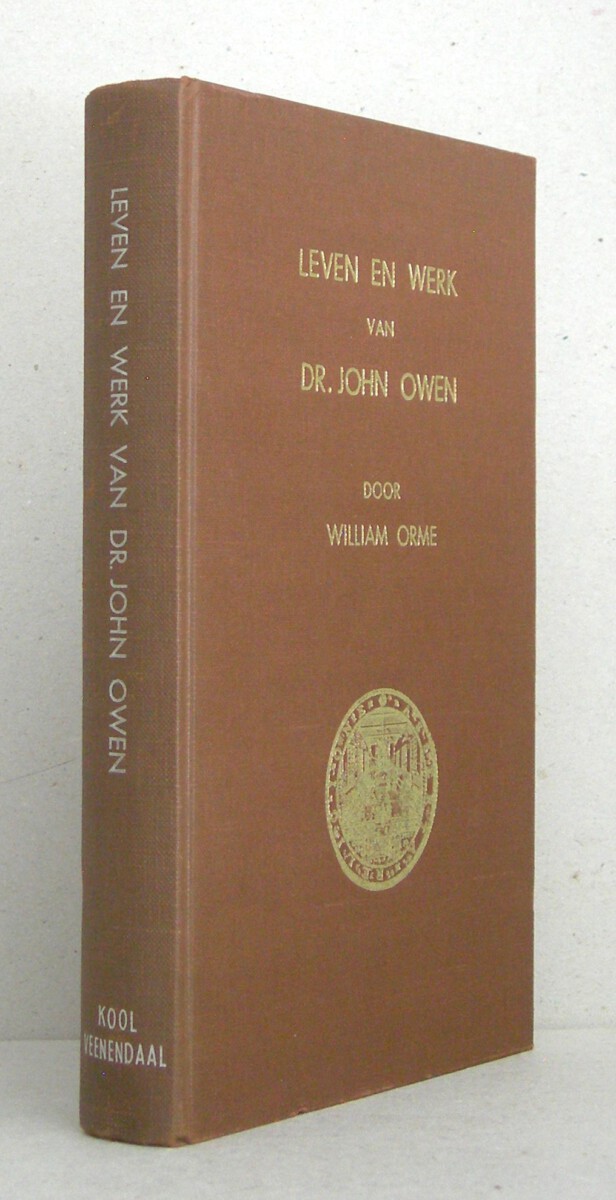 LEVEN EN WERK VAN DR. JOHN OWEN
KOOL
VEENENDAAL
LEVEN EN WERK
VAN
DR. JOHN OWEN
DOOR
WILLIAM ORME